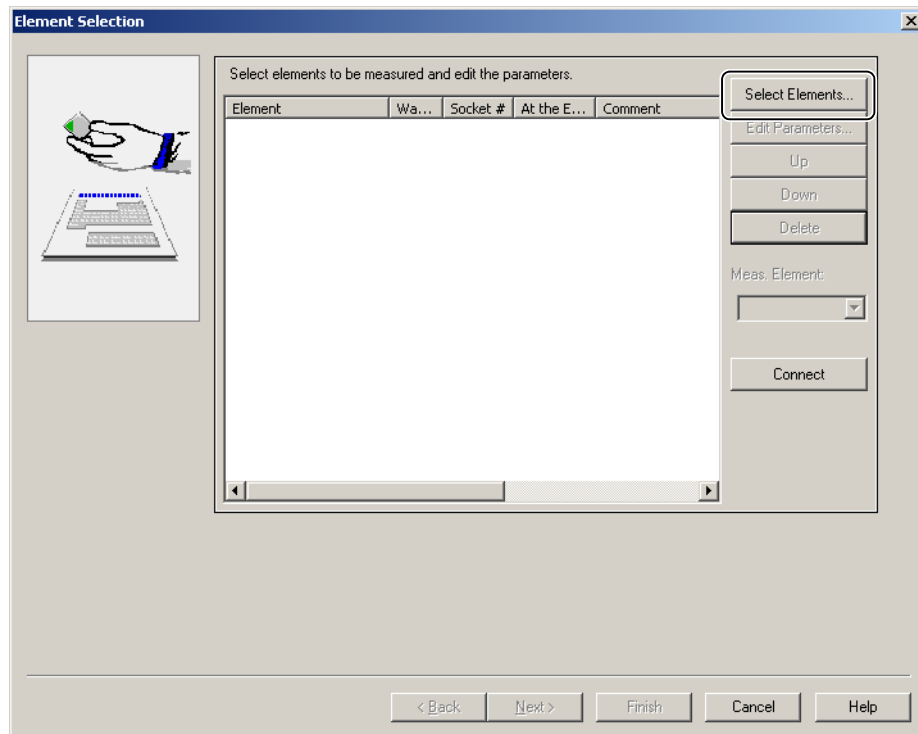 Element Selection
Select elements to be measured and edit the parameters.
Element Wa... Socket # At the E... Comment
Select Elements...
Edit Parameters...
Up
Down
Delete
Meas. Element:
Connect
< Back Next > Finish Cancel Help